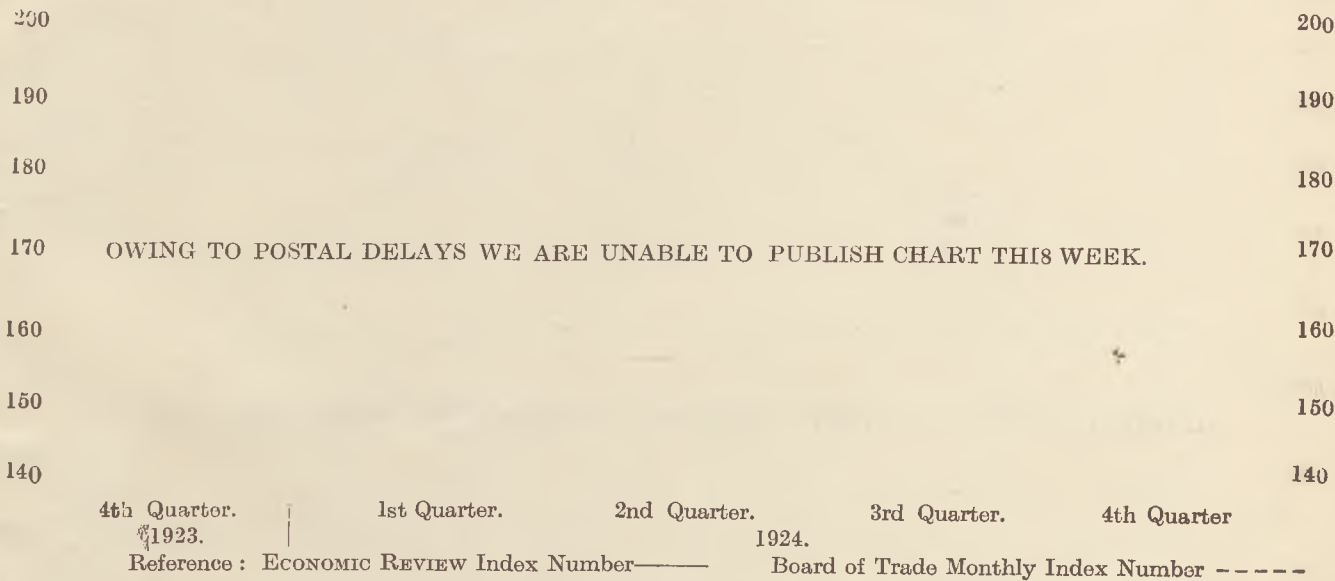 200 200
190 190
180 180
170 OWING TO POSTAL DELAYS WE ARE UNABLE TO PUBLISH CHART THIS WEEK. 170
160 160
150 150
140 140
4th Quarter. 1st Quarter. 2nd Quarter. 3rd Quarter. 4th Quarter
1923. 1924.
Reference : ECONOMIC REVIEW Index Number—— Board of Trade Monthly Index Number -----